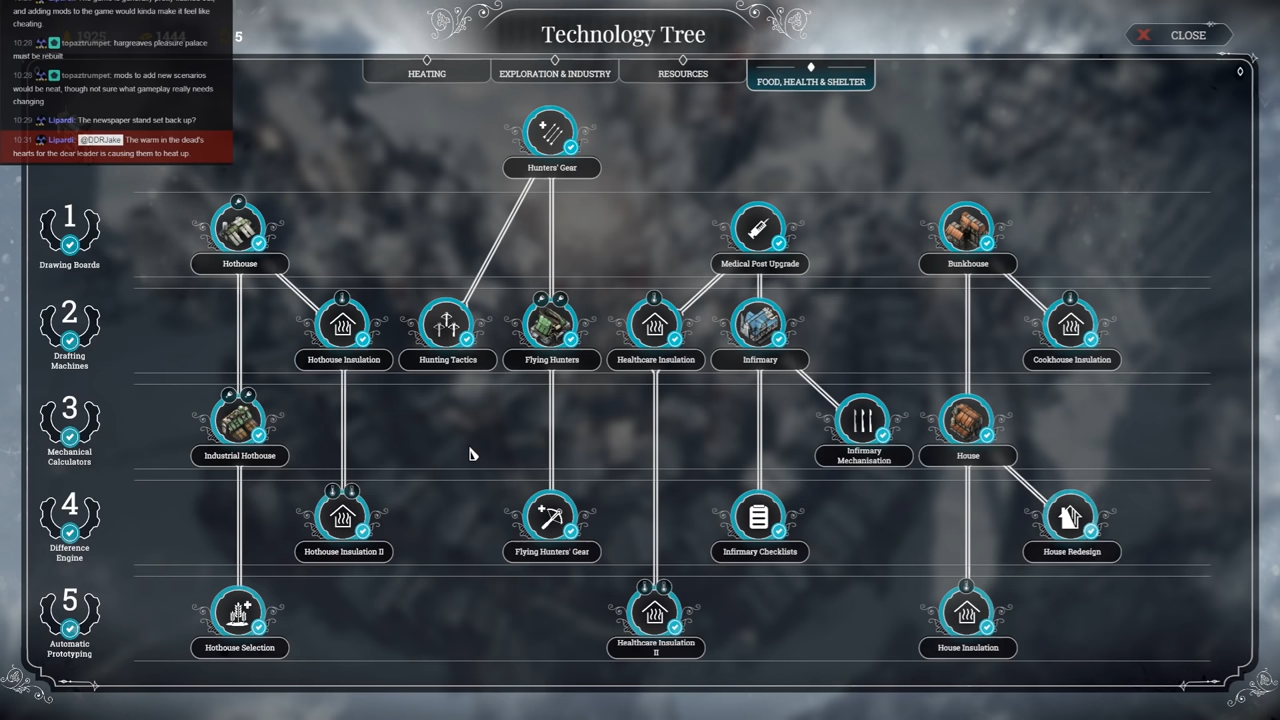 and adding mods to the game would kinda make it feel like
cheating.
10:28 topaztrumpet: hargreaves pleasure palace
must be rebuilt
10:28 topaztrumpet: mods to add new scenarios
would be neat, though not sure what gameplay really needs
changing
10:29 Lipardi: The newspaper stand set back up?
10:31 Lipardi: @DDRJake The warm in the dead's
hearts for the dear leader is causing them to heat up.
1444
5
Technology Tree
CLOSE
HEATING
EXPLORATION & INDUSTRY
RESOURCES
FOOD, HEALTH & SHELTER
Hunters' Gear
1
Drawing Boards
Hothouse
Medical Post Upgrade
Bunkhouse
2
Drafting
Machines
Hothouse Insulation
Hunting Tactics
Flying Hunters
Healthcare Insulation
Infirmary
Cookhouse Insulation
3
Mechanical
Calculators
Industrial Hothouse
Infirmary
Mechanisation
House
4
Difference
Engine
Hothouse Insulation II
Flying Hunters' Gear
Infirmary Checklists
House Redesign
5
Automatic
Prototyping
Hothouse Selection
Healthcare Insulation
II
House Insulation